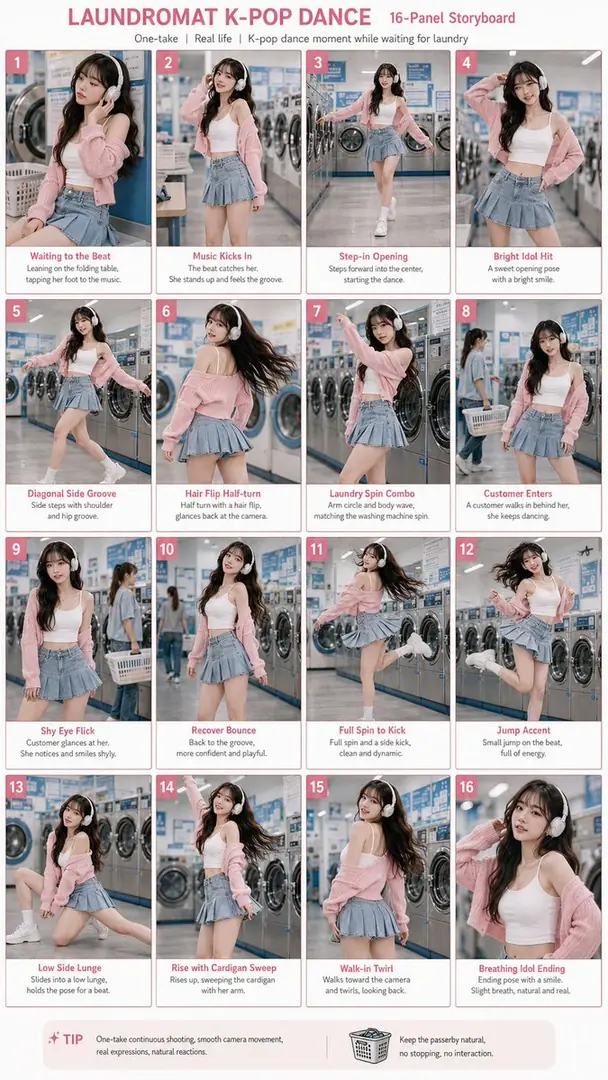 LAUNDROMAT K-POP DANCE 16-Panel Storyboard
One-take | Real life | K-pop dance moment while waiting for laundry
1
Waiting to the Beat
Leaning on the folding table,
tapping her foot to the music.
2
Music Kicks In
The beat catches her.
She stands up and feels the groove.
3
Step-in Opening
Steps forward into the center,
starting the dance.
4
Bright Idol Hit
A sweet opening pose
with a bright smile.
5
Diagonal Side Groove
Side steps with shoulder
and hip groove.
6
Hair Flip Half-turn
Half turn with a hair flip,
glances back at the camera.
7
Laundry Spin Combo
Arm circle and body wave,
matching the washing machine spin.
8
Customer Enters
A customer walks in behind her,
she keeps dancing.
9
Shy Eye Flick
Customer glances at her.
She notices and smiles shyly.
10
Recover Bounce
Back to the groove,
more confident and playful.
11
Full Spin to Kick
Full spin and a side kick,
clean and dynamic.
12
Jump Accent
Small jump on the beat,
full of energy.
13
Low Side Lunge
Slides into a low lunge,
holds the pose for a beat.
14
Rise with Cardigan Sweep
Rises up, sweeping the cardigan
with her arm.
15
Walk-in Twirl
Walks toward the camera
and twirls, looking back.
16
Breathing Idol Ending
Ending pose with a smile.
Slight breath, natural and real.
TIP
One-take continuous shooting, smooth camera movement,
real expressions, natural reactions.
Keep the passerby natural,
no stopping, no interaction.